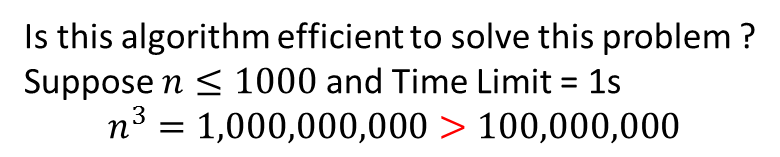 Is this algorithm efficient to solve this problem ?
Suppose n ≤ 1000 and Time Limit = 1s
n³ = 1,000,000,000 > 100,000,000